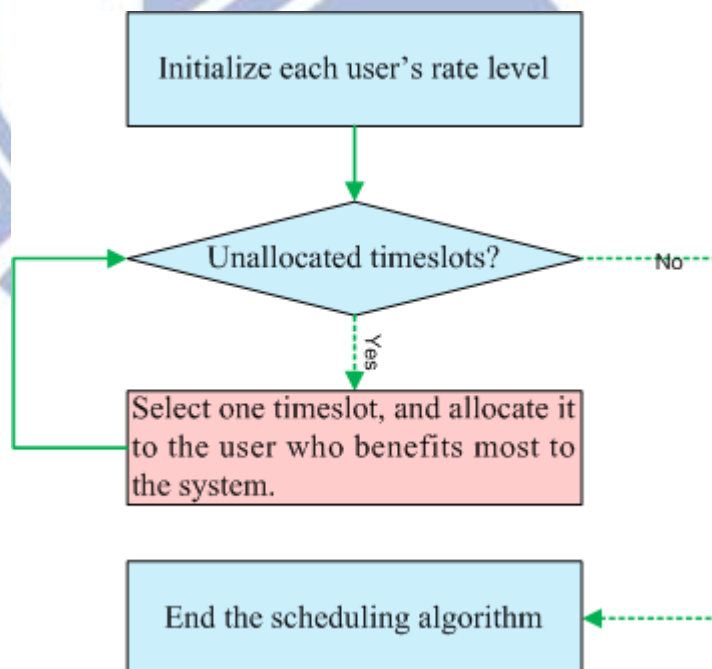 Initialize each user's rate level
Unallocated timeslots?
No
Yes
Select one timeslot, and allocate it
to the user who benefits most to
the system.
End the scheduling algorithm